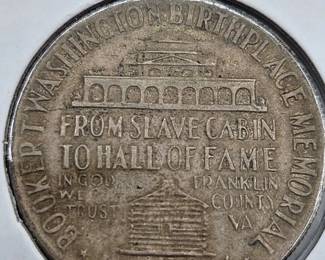 BOOKER T. WASHINGTON BIRTHPLACE MEMORIAL
FROM SLAVE CABIN
TO HALL OF FAME
IN GOD FRANKLIN
WE COUNTY
TRUST VA.